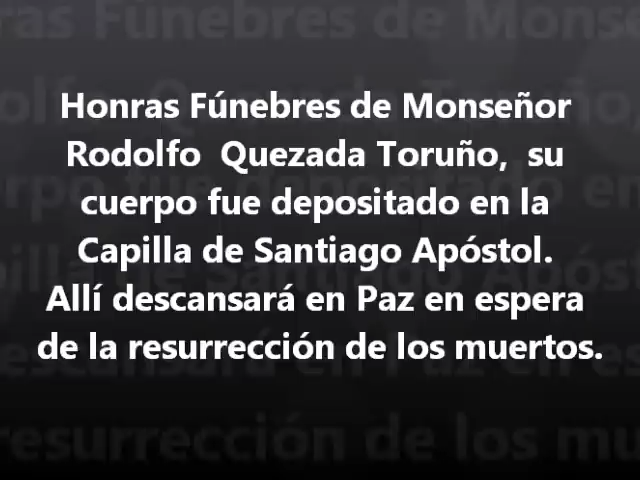 Honras Fúnebres de Monseñor
Rodolfo Quezada Toruño, su
cuerpo fue depositado en la
Capilla de Santiago Apóstol.
Allí descansará en Paz en espera
de la resurrección de los muertos.